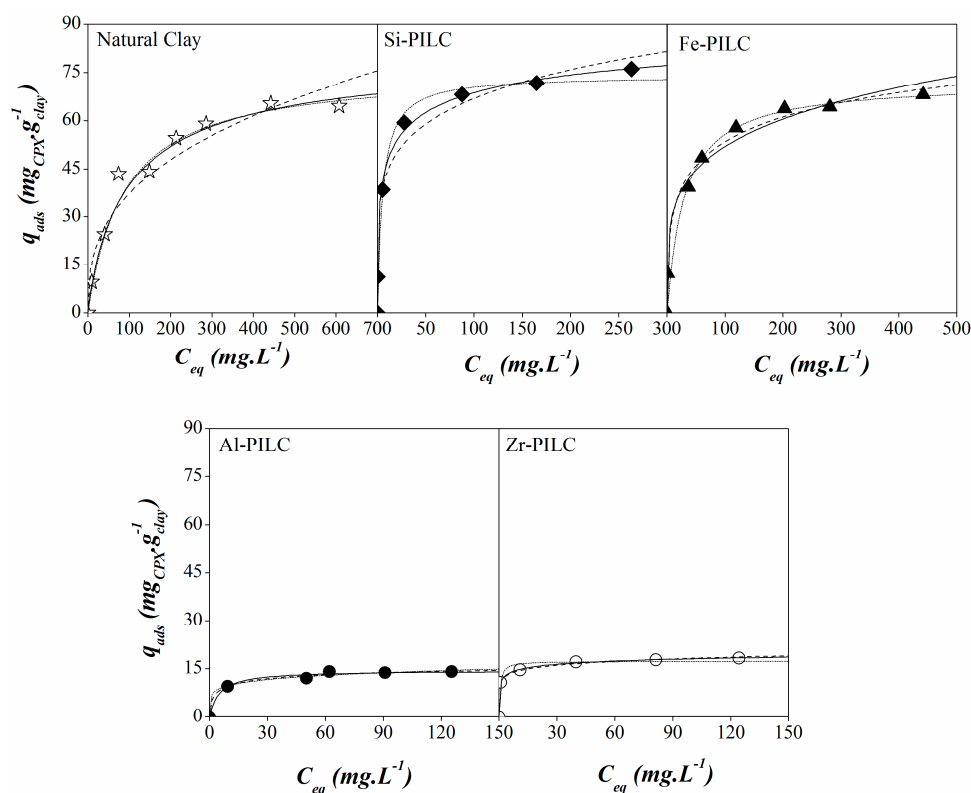 90
75
60
45
30
15
0
q_ads (mg_CPX.g^-1_clay)
Natural Clay
Si-PILC
Fe-PILC
0 100 200 300 400 500 600 700
50 100 150 200 250 300
100 200 300 400 500
C_eq (mg.L^-1)
C_eq (mg.L^-1)
C_eq (mg.L^-1)
90
75
60
45
30
15
0
q_ads (mg_CPX.g^-1_clay)
Al-PILC
Zr-PILC
0 30 60 90 120 150
30 60 90 120 150
C_eq (mg.L^-1)
C_eq (mg.L^-1)